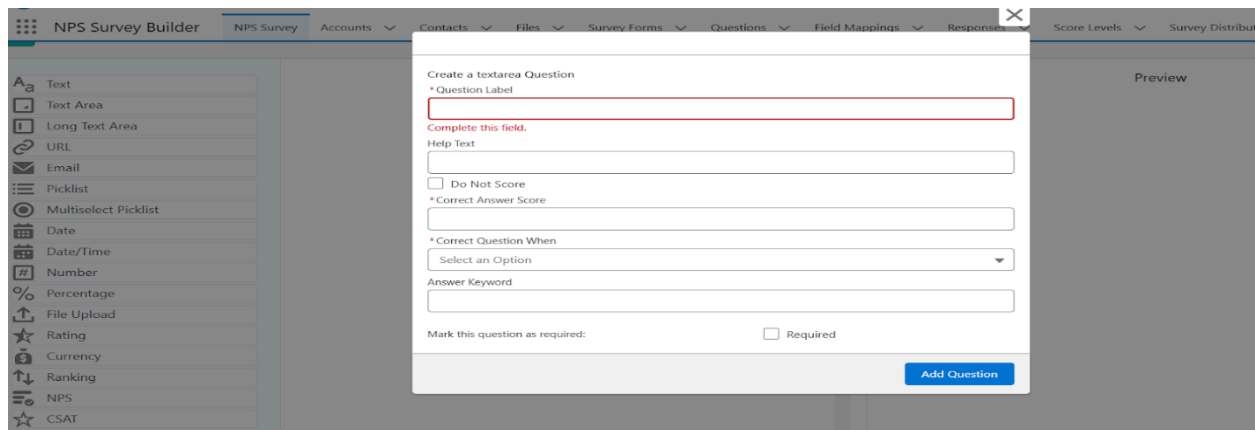 NPS Survey Builder NPS Survey Accounts Contacts Files Survey Forms Questions Field Mappings Responses Score Levels Survey Distribut
Aa Text
Text Area
Long Text Area
URL
Email
Picklist
Multiselect Picklist
Date
Date/Time
# Number
% Percentage
File Upload
Rating
$ Currency
Ranking
NPS
CSAT
Create a textarea Question
*Question Label
Complete this field.
Help Text
Do Not Score
*Correct Answer Score
*Correct Question When
Select an Option
Answer Keyword
Mark this question as required: Required
Add Question
Preview